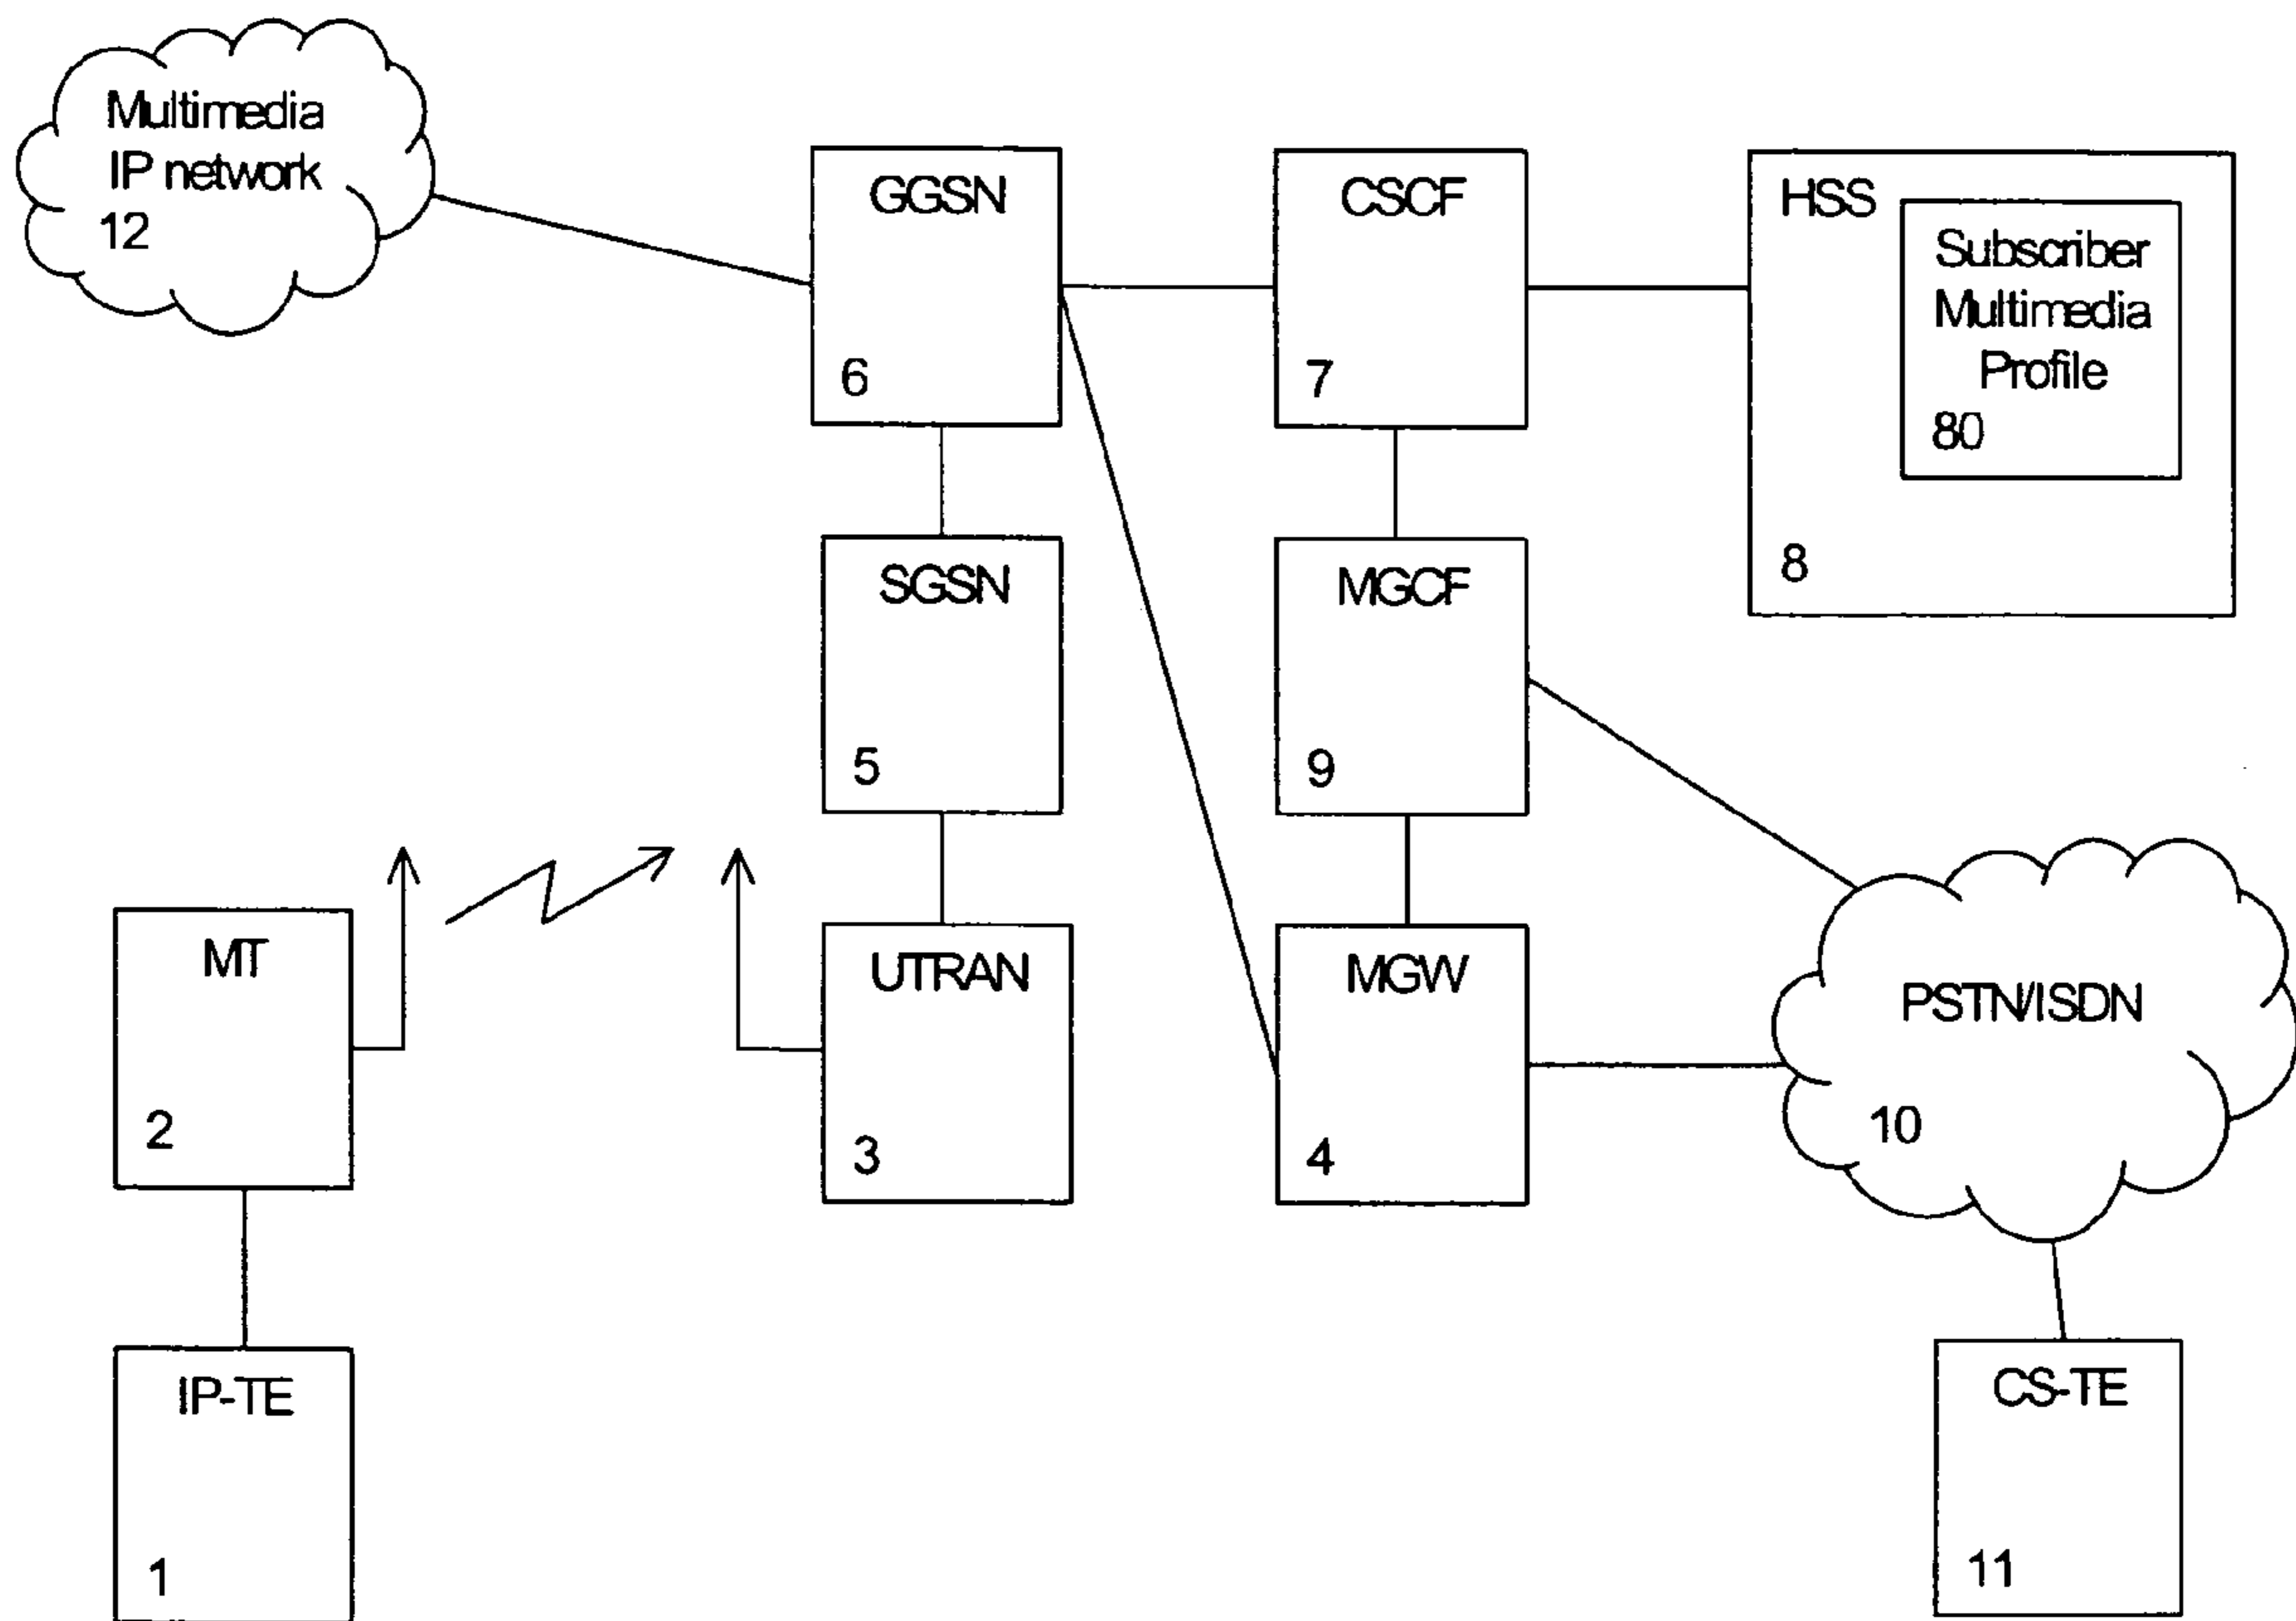 Multimedia
IP network
12
GGSN
6
CSCF
7
HSS
Subscriber
Multimedia
Profile
80
8
SGSN
5
MGCF
9
MT
2
UTRAN
3
MGW
4
PSTN/ISDN
10
IP-TE
1
CS-TE
11